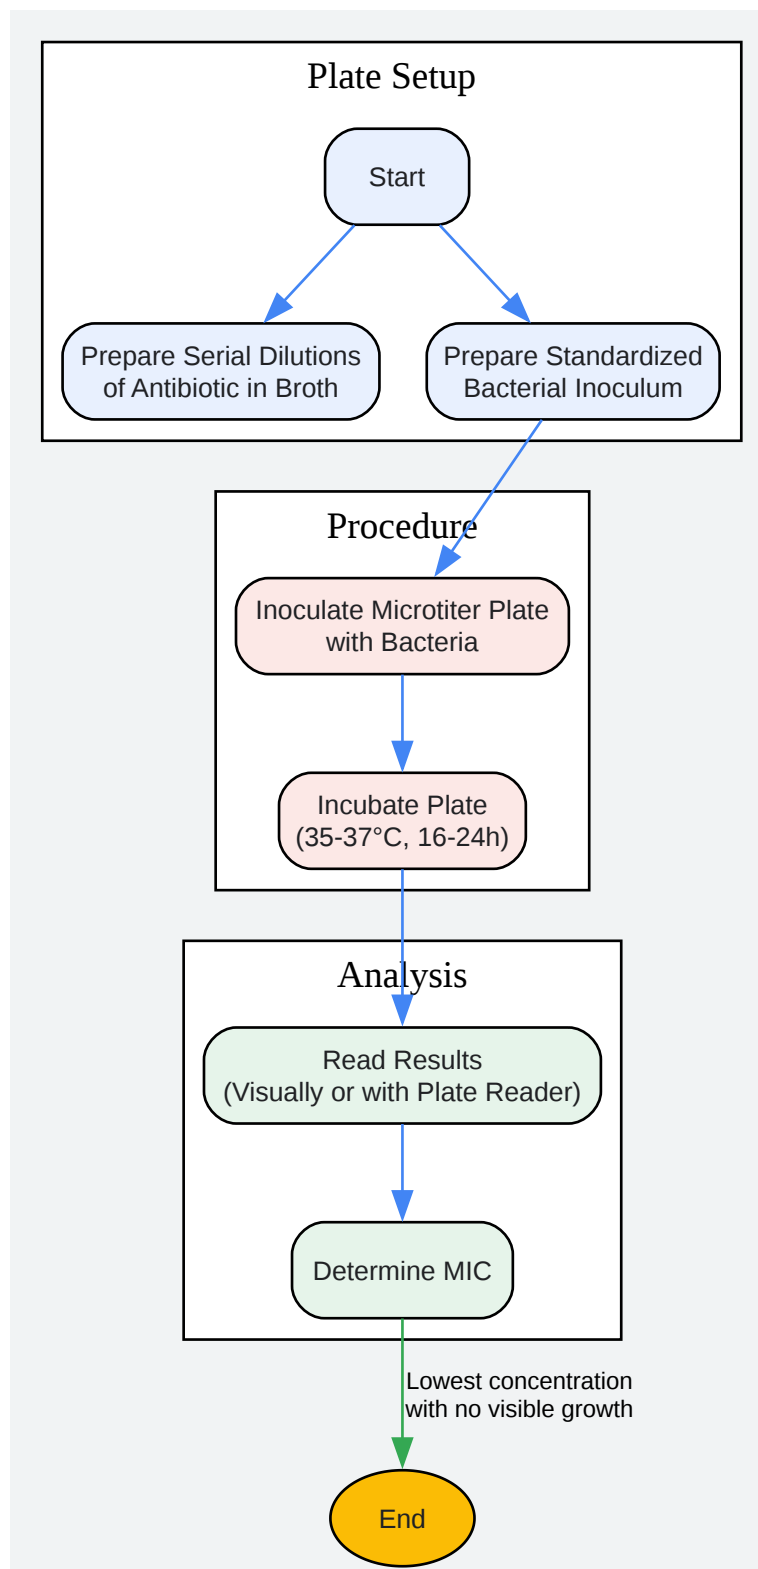 Plate Setup
Start
Prepare Serial Dilutions
of Antibiotic in Broth
Prepare Standardized
Bacterial Inoculum
Procedure
Inoculate Microtiter Plate
with Bacteria
Incubate Plate
(35-37°C, 16-24h)
Analysis
Read Results
(Visually or with Plate Reader)
Determine MIC
Lowest concentration
with no visible growth
End